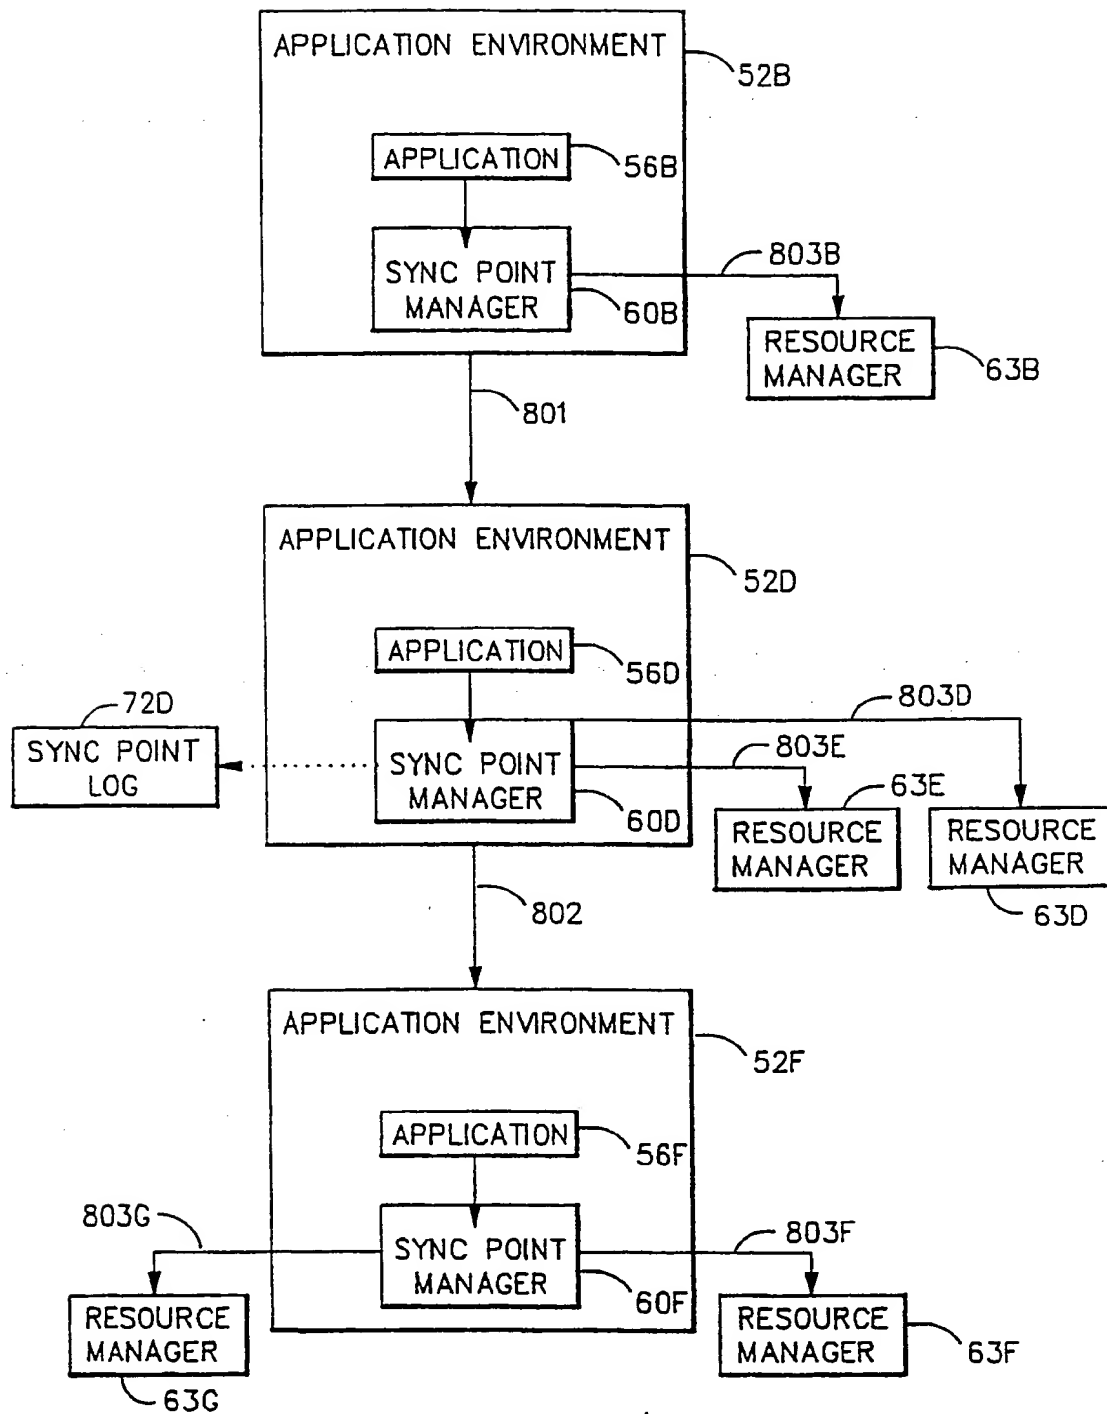 APPLICATION ENVIRONMENT
52B
APPLICATION
56B
SYNC POINT
MANAGER
60B
803B
RESOURCE
MANAGER
63B
801
APPLICATION ENVIRONMENT
52D
APPLICATION
56D
72D
SYNC POINT
LOG
SYNC POINT
MANAGER
60D
803D
803E
63E
RESOURCE
MANAGER
RESOURCE
MANAGER
63D
802
APPLICATION ENVIRONMENT
52F
APPLICATION
56F
803G
SYNC POINT
MANAGER
60F
803F
RESOURCE
MANAGER
63G
RESOURCE
MANAGER
63F